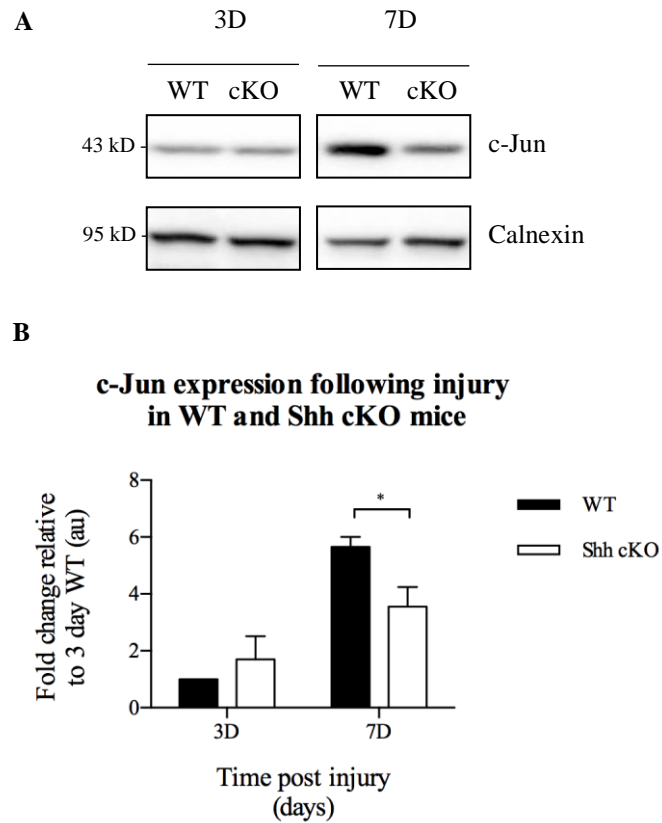 A
3D 7D
WT cKO WT cKO
43 kD - c-Jun
95 kD - Calnexin
B
c-Jun expression following injury
in WT and Shh cKO mice
Fold change relative
to 3 day WT (au)
8
6
4
2
0
*
WT
Shh cKO
3D 7D
Time post injury
(days)